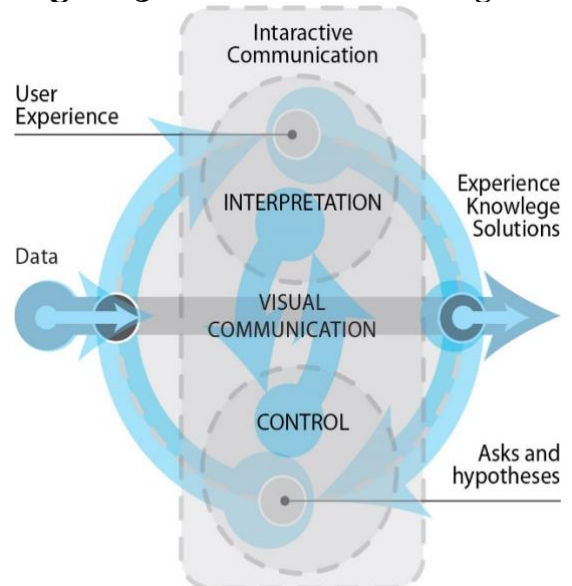 Intaractive
Communication
User
Experience
INTERPRETATION
Experience
Knowlege
Solutions
Data
VISUAL
COMMUNICATION
CONTROL
Asks and
hypotheses